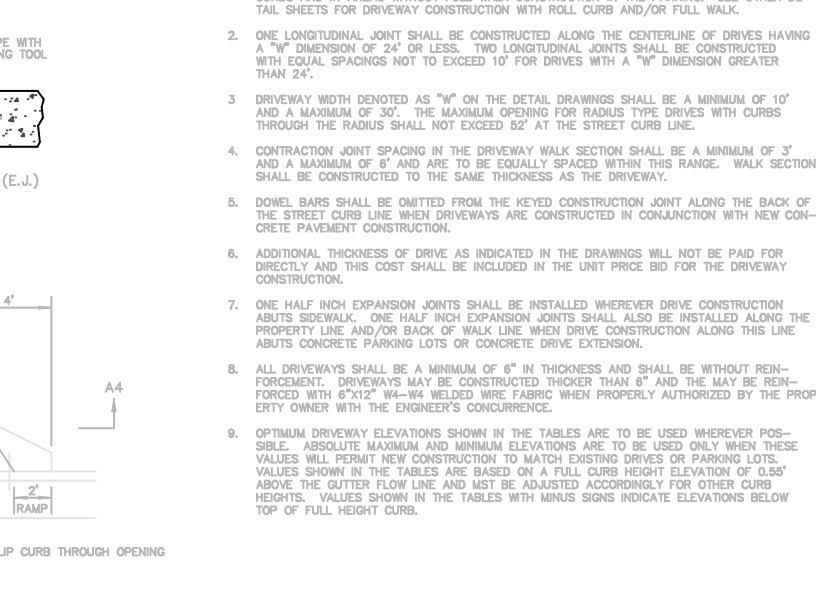 TAIL SHEETS FOR DRIVEWAY CONSTRUCTION WITH ROLL CURB AND/OR FULL WALK.
2. ONE LONGITUDINAL JOINT SHALL BE CONSTRUCTED ALONG THE CENTERLINE OF DRIVES HAVING
A "W" DIMENSION OF 24' OR LESS. TWO LONGITUDINAL JOINTS SHALL BE CONSTRUCTED
WITH EQUAL SPACINGS NOT TO EXCEED 10' FOR DRIVES WITH A "W" DIMENSION GREATER
THAN 24'.
3 DRIVEWAY WIDTH DENOTED AS "W" ON THE DETAIL DRAWINGS SHALL BE A MINIMUM OF 10'
AND A MAXIMUM OF 30'. THE MAXIMUM OPENING FOR RADIUS TYPE DRIVES WITH CURBS
THROUGH THE RADIUS SHALL NOT EXCEED 52' AT THE STREET CURB LINE.
4. CONTRACTION JOINT SPACING IN THE DRIVEWAY WALK SECTION SHALL BE A MINIMUM OF 3'
AND A MAXIMUM OF 6' AND ARE TO BE EQUALLY SPACED WITHIN THIS RANGE. WALK SECTION
SHALL BE CONSTRUCTED TO THE SAME THICKNESS AS THE DRIVEWAY.
5. DOWEL BARS SHALL BE OMITTED FROM THE KEYED CONSTRUCTION JOINT ALONG THE BACK OF
THE STREET CURB LINE WHEN DRIVEWAYS ARE CONSTRUCTED IN CONJUNCTION WITH NEW CON-
CRETE PAVEMENT CONSTRUCTION.
6. ADDITIONAL THICKNESS OF DRIVE AS INDICATED IN THE DRAWINGS WILL NOT BE PAID FOR
DIRECTLY AND THIS COST SHALL BE INCLUDED IN THE UNIT PRICE BID FOR THE DRIVEWAY
CONSTRUCTION.
7. ONE HALF INCH EXPANSION JOINTS SHALL BE INSTALLED WHEREVER DRIVE CONSTRUCTION
ABUTS SIDEWALK. ONE HALF INCH EXPANSION JOINTS SHALL ALSO BE INSTALLED ALONG THE
PROPERTY LINE AND/OR BACK OF WALK LINE WHEN DRIVE CONSTRUCTION ALONG THIS LINE
ABUTS CONCRETE PARKING LOTS OR CONCRETE DRIVE EXTENSION.
8. ALL DRIVEWAYS SHALL BE A MINIMUM OF 6" IN THICKNESS AND SHALL BE WITHOUT REIN-
FORCEMENT. DRIVEWAYS MAY BE CONSTRUCTED THICKER THAN 6" AND THE MAY BE REIN-
FORCED WITH 6"X12" W4-W4 WELDED WIRE FABRIC WHEN PROPERLY AUTHORIZED BY THE PROP
ERTY OWNER WITH THE ENGINEER'S CONCURRENCE.
9. OPTIMUM DRIVEWAY ELEVATIONS SHOWN IN THE TABLES ARE TO BE USED WHEREVER POS-
SIBLE. ABSOLUTE MAXIMUM AND MINIMUM ELEVATIONS ARE TO BE USED ONLY WHEN THESE
VALUES WILL PERMIT NEW CONSTRUCTION TO MATCH EXISTING DRIVES OR PARKING LOTS.
VALUES SHOWN IN THE TABLES ARE BASED ON A FULL CURB HEIGHT ELEVATION OF 0.55'
ABOVE THE GUTTER FLOW LINE AND MST BE ADJUSTED ACCORDINGLY FOR OTHER CURB
HEIGHTS. VALUES SHOWN IN THE TABLES WITH MINUS SIGNS INDICATE ELEVATIONS BELOW
TOP OF FULL HEIGHT CURB.
PE WITH
NG TOOL
(E.J.)
4'
A4
2'
RAMP
LIP CURB THROUGH OPENING